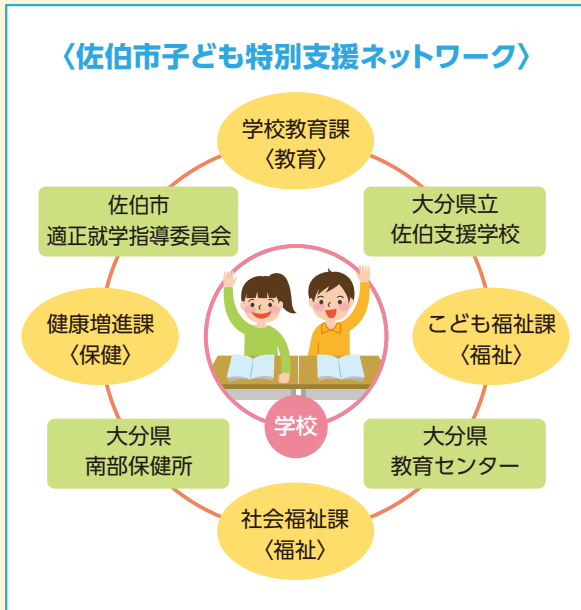 〈佐伯市子ども特別支援ネットワーク〉
学校教育課
〈教育〉
佐伯市
適正就学指導委員会
大分県立
佐伯支援学校
健康増進課
〈保健〉
こども福祉課
〈福祉〉
学校
大分県
南部保健所
大分県
教育センター
社会福祉課
〈福祉〉